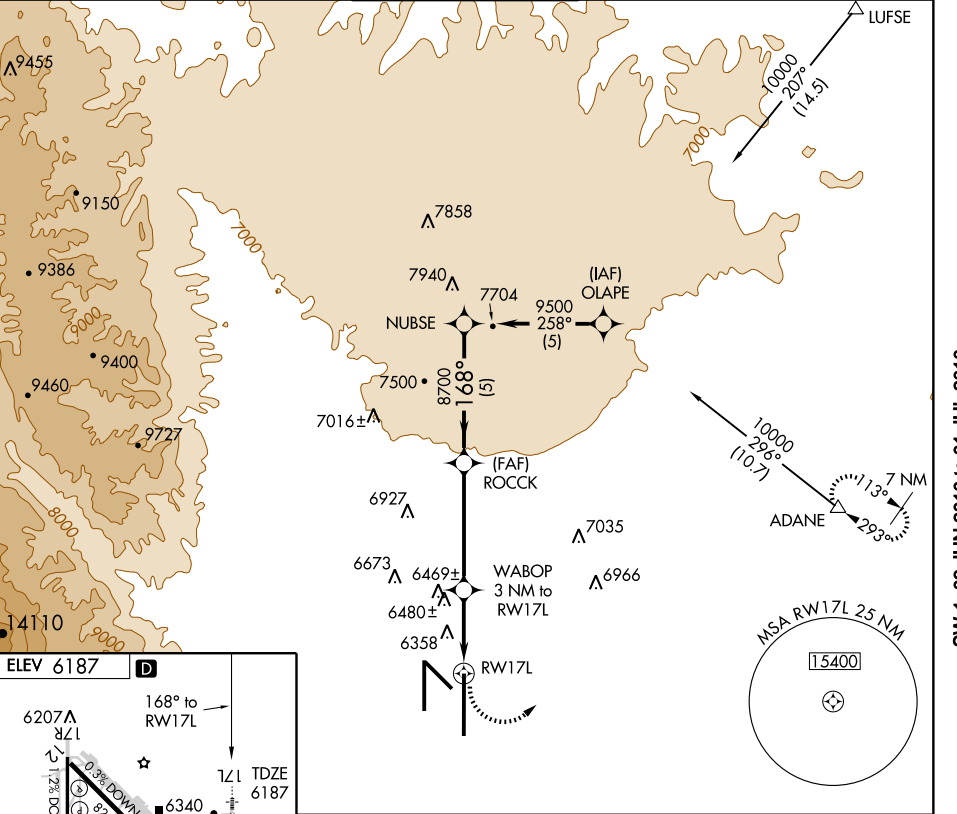 LUFSE
10000
207°
(14.5)
9455
7000
9150
7858
7000
9386
7940
7704
(IAF)
OLAPE
9500
258°
(5)
NUBSE
9000
9400
9460
7500
8700
168°
(5)
7016±
9727
10000
296°
(10.7)
(FAF)
ROCCK
7 NM
113°
ADANE
293°
6927
8000
7035
6673
6469±
WABOP
3 NM to
RW17L
6966
6480±
14110
9000
6358
MSA RW17L 25 NM
15400
RW17L
ELEV 6187
D
168° to
RW17L
6207
17R
17L
TDZE
6187
0.3% DOWN
6340